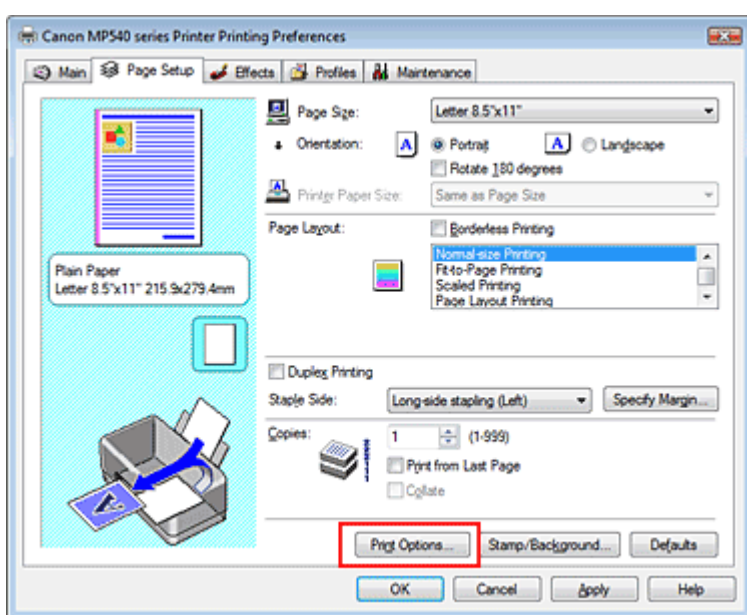 Canon MP540 series Printer Printing Preferences
Main Page Setup Effects Profiles Maintenance
Page Size: Letter 8.5"x11"
Orientation: A Portrait A Landscape
Rotate 180 degrees
Printer Paper Size: Same as Page Size
Page Layout: Borderless Printing
Normal-size Printing
Fit-to-Page Printing
Scaled Printing
Page Layout Printing
Plain Paper
Letter 8.5"x11" 215.9x279.4mm
Duplex Printing
Staple Side: Long-side stapling (Left) Specify Margin...
Copies: 1 (1-999)
Print from Last Page
Collate
Print Options... Stamp/Background... Defaults
OK Cancel Apply Help